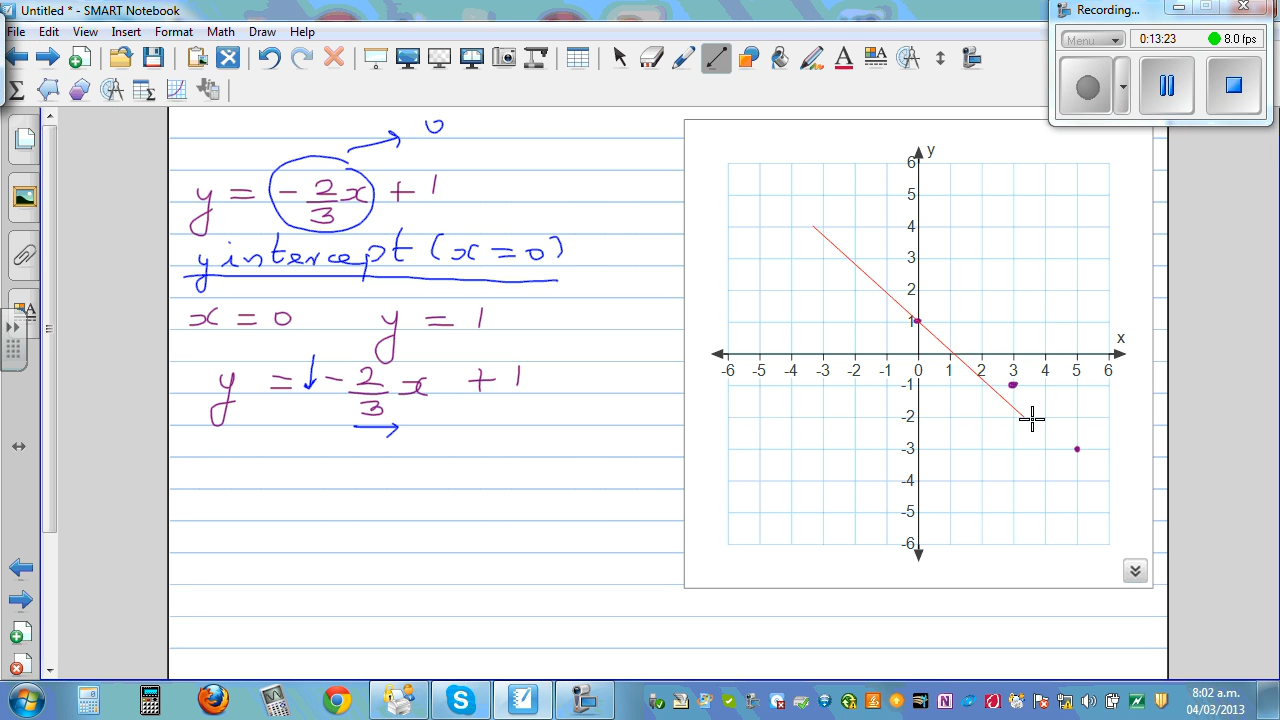 Untitled * - SMART Notebook
File Edit View Insert Format Math Draw Help
Recording...
Menu 0:13:23 8.0 fps
0
y = - 2/3 x + 1
y intercept (x = 0)
x = 0 y = 1
y = ↓ - 2/3 x + 1
→
y
6
5
4
3
2
1
x
-6 -5 -4 -3 -2 -1 0 1 2 3 4 5 6
-1
-2
-3
-4
-5
-6
8:02 a.m.
04/03/2013